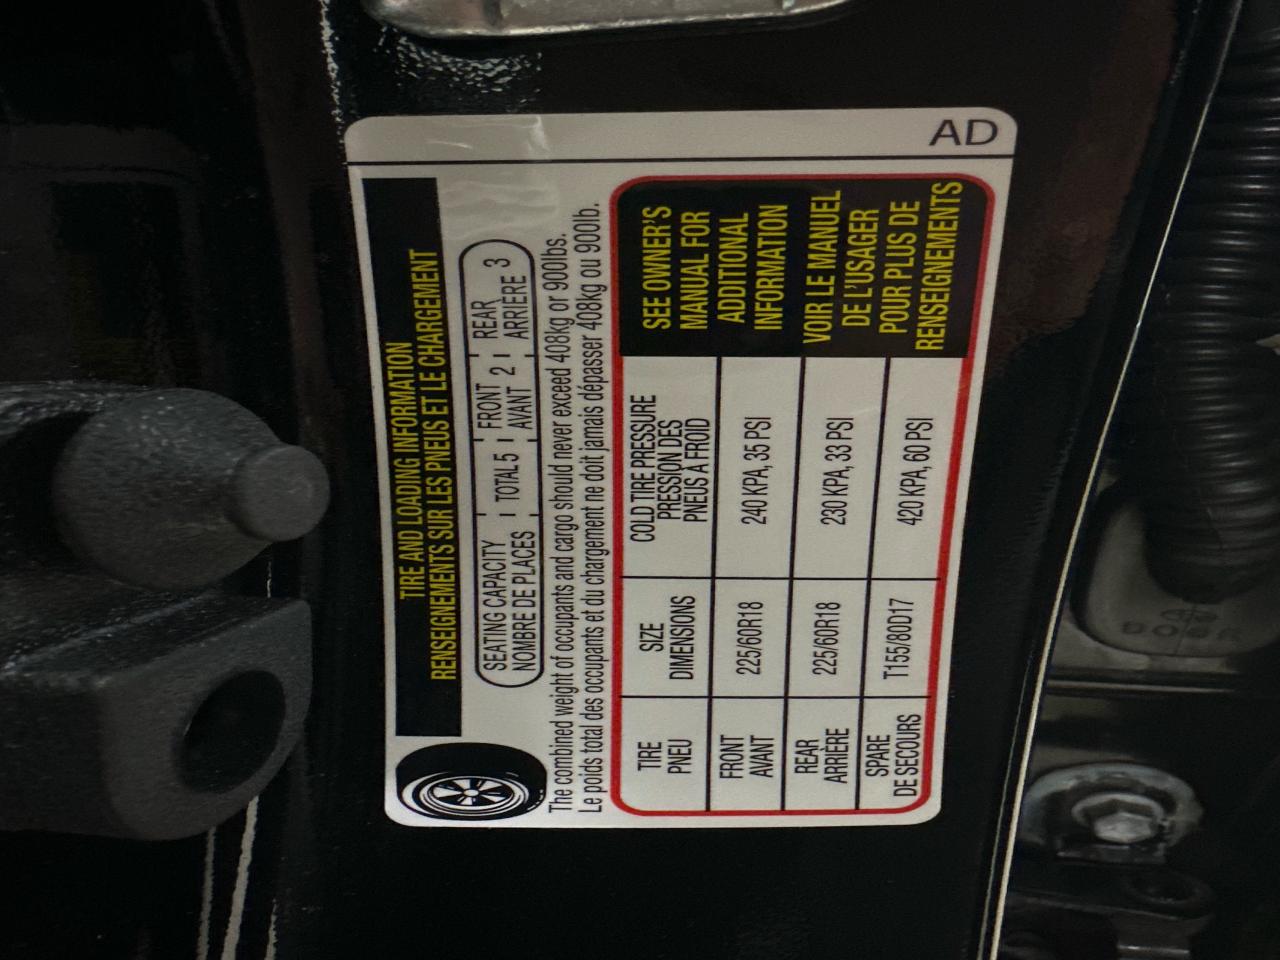 TIRE AND LOADING INFORMATION
RENSEIGNEMENTS SUR LES PNEUS ET LE CHARGEMENT
SEATING CAPACITY TOTAL 5 FRONT 2 REAR 3
NOMBRE DE PLACES AVANT ARRIÈRE
The combined weight of occupants and cargo should never exceed 408kg or 900lbs.
Le poids total des occupants et du chargement ne doit jamais dépasser 408kg ou 900lb.
TIRE
PNEU
SIZE
DIMENSIONS
COLD TIRE PRESSURE
PRESSION DES
PNEUS À FROID
FRONT
AVANT
225/60R18
240 KPA, 35 PSI
REAR
ARRIÈRE
225/60R18
230 KPA, 33 PSI
SPARE
DE SECOURS
T155/80D17
420 KPA, 60 PSI
SEE OWNER'S
MANUAL FOR
ADDITIONAL
INFORMATION
VOIR LE MANUEL
DE L'USAGER
POUR PLUS DE
RENSEIGNEMENTS
AD